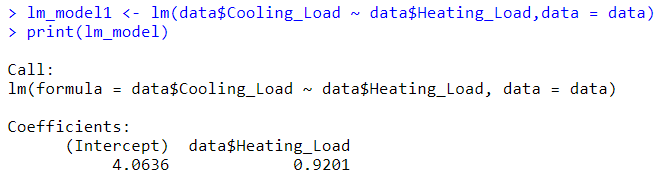 > lm_model1 <- lm(data$Cooling_Load ~ data$Heating_Load,data = data)
> print(lm_model)
Call:
lm(formula = data$Cooling_Load ~ data$Heating_Load, data = data)
Coefficients:
(Intercept) data$Heating_Load
4.0636 0.9201